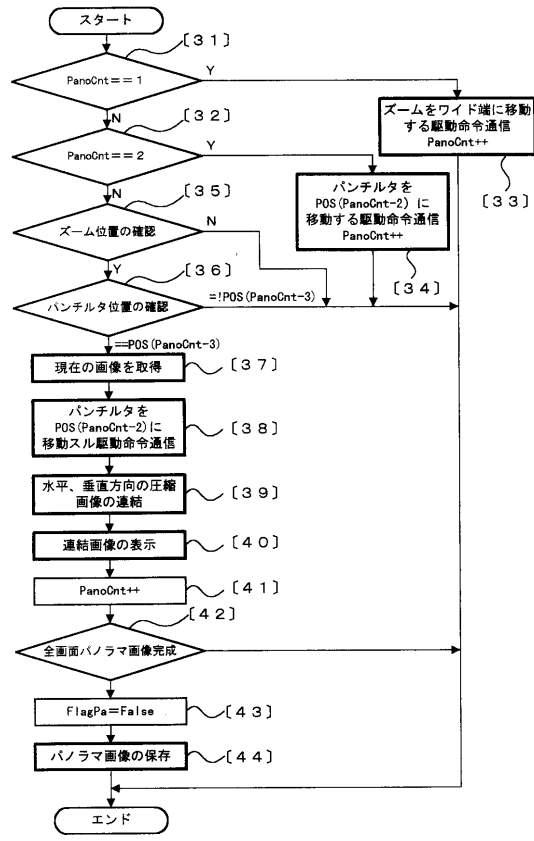 スタート
〔３１〕
PanoCnt＝＝１
Y
N
ズームをワイド端に移動
する駆動命令通信
PanoCnt++
〔３３〕
〔３２〕
PanoCnt＝＝２
Y
N
パンチルタを
POS(PanoCnt-2) に
移動する駆動命令通信
PanoCnt++
〔３４〕
〔３５〕
ズーム位置の確認
N
Y
〔３６〕
パンチルタ位置の確認
=!POS(PanoCnt-3)
==POS(PanoCnt-3)
現在の画像を取得
〔３７〕
パンチルタを
POS(PanoCnt-2)に
移動スル駆動命令通信
〔３８〕
水平、垂直方向の圧縮
画像の連結
〔３９〕
連結画像の表示
〔４０〕
PanoCnt++
〔４１〕
〔４２〕
全画面パノラマ画像完成
FlagPa＝False
〔４３〕
パノラマ画像の保存
〔４４〕
エンド